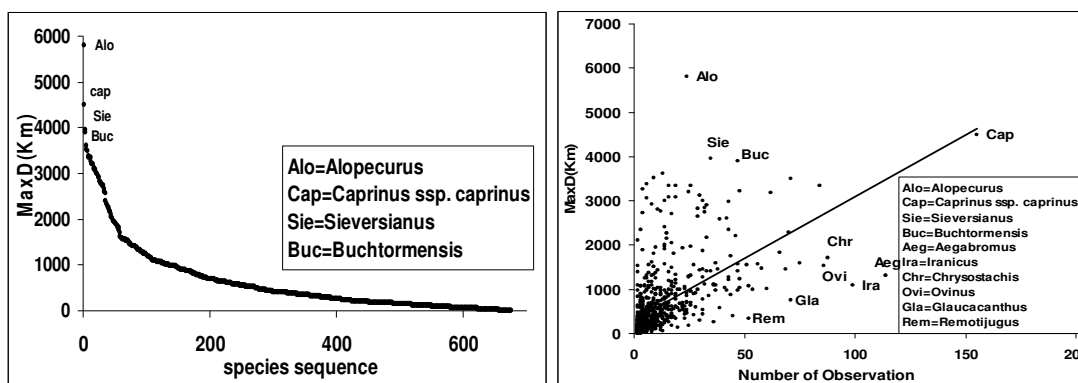 6000
5000
4000
3000
2000
1000
0
MaxD(Km)
Alo
cap
Sie
Buc
Alo=Alopecurus
Cap=Caprinus ssp. caprinus
Sie=Sieversianus
Buc=Buchtormensis
0
200
400
600
species sequence
7000
6000
5000
4000
3000
2000
1000
0
MaxD(Km)
Alo
Sie
Buc
Cap
Chr
Aeg
Ovi
Ira
Gla
Rem
Alo=Alopecurus
Cap=Caprinus ssp. caprinus
Sie=Sieversianus
Buc=Buchtormensis
Aeg=Aegabromus
Ira=Iranicus
Chr=Chrysostachis
Ovi=Ovinus
Gla=Glaucacanthus
Rem=Remotijugus
0
50
100
150
200
Number of Observation